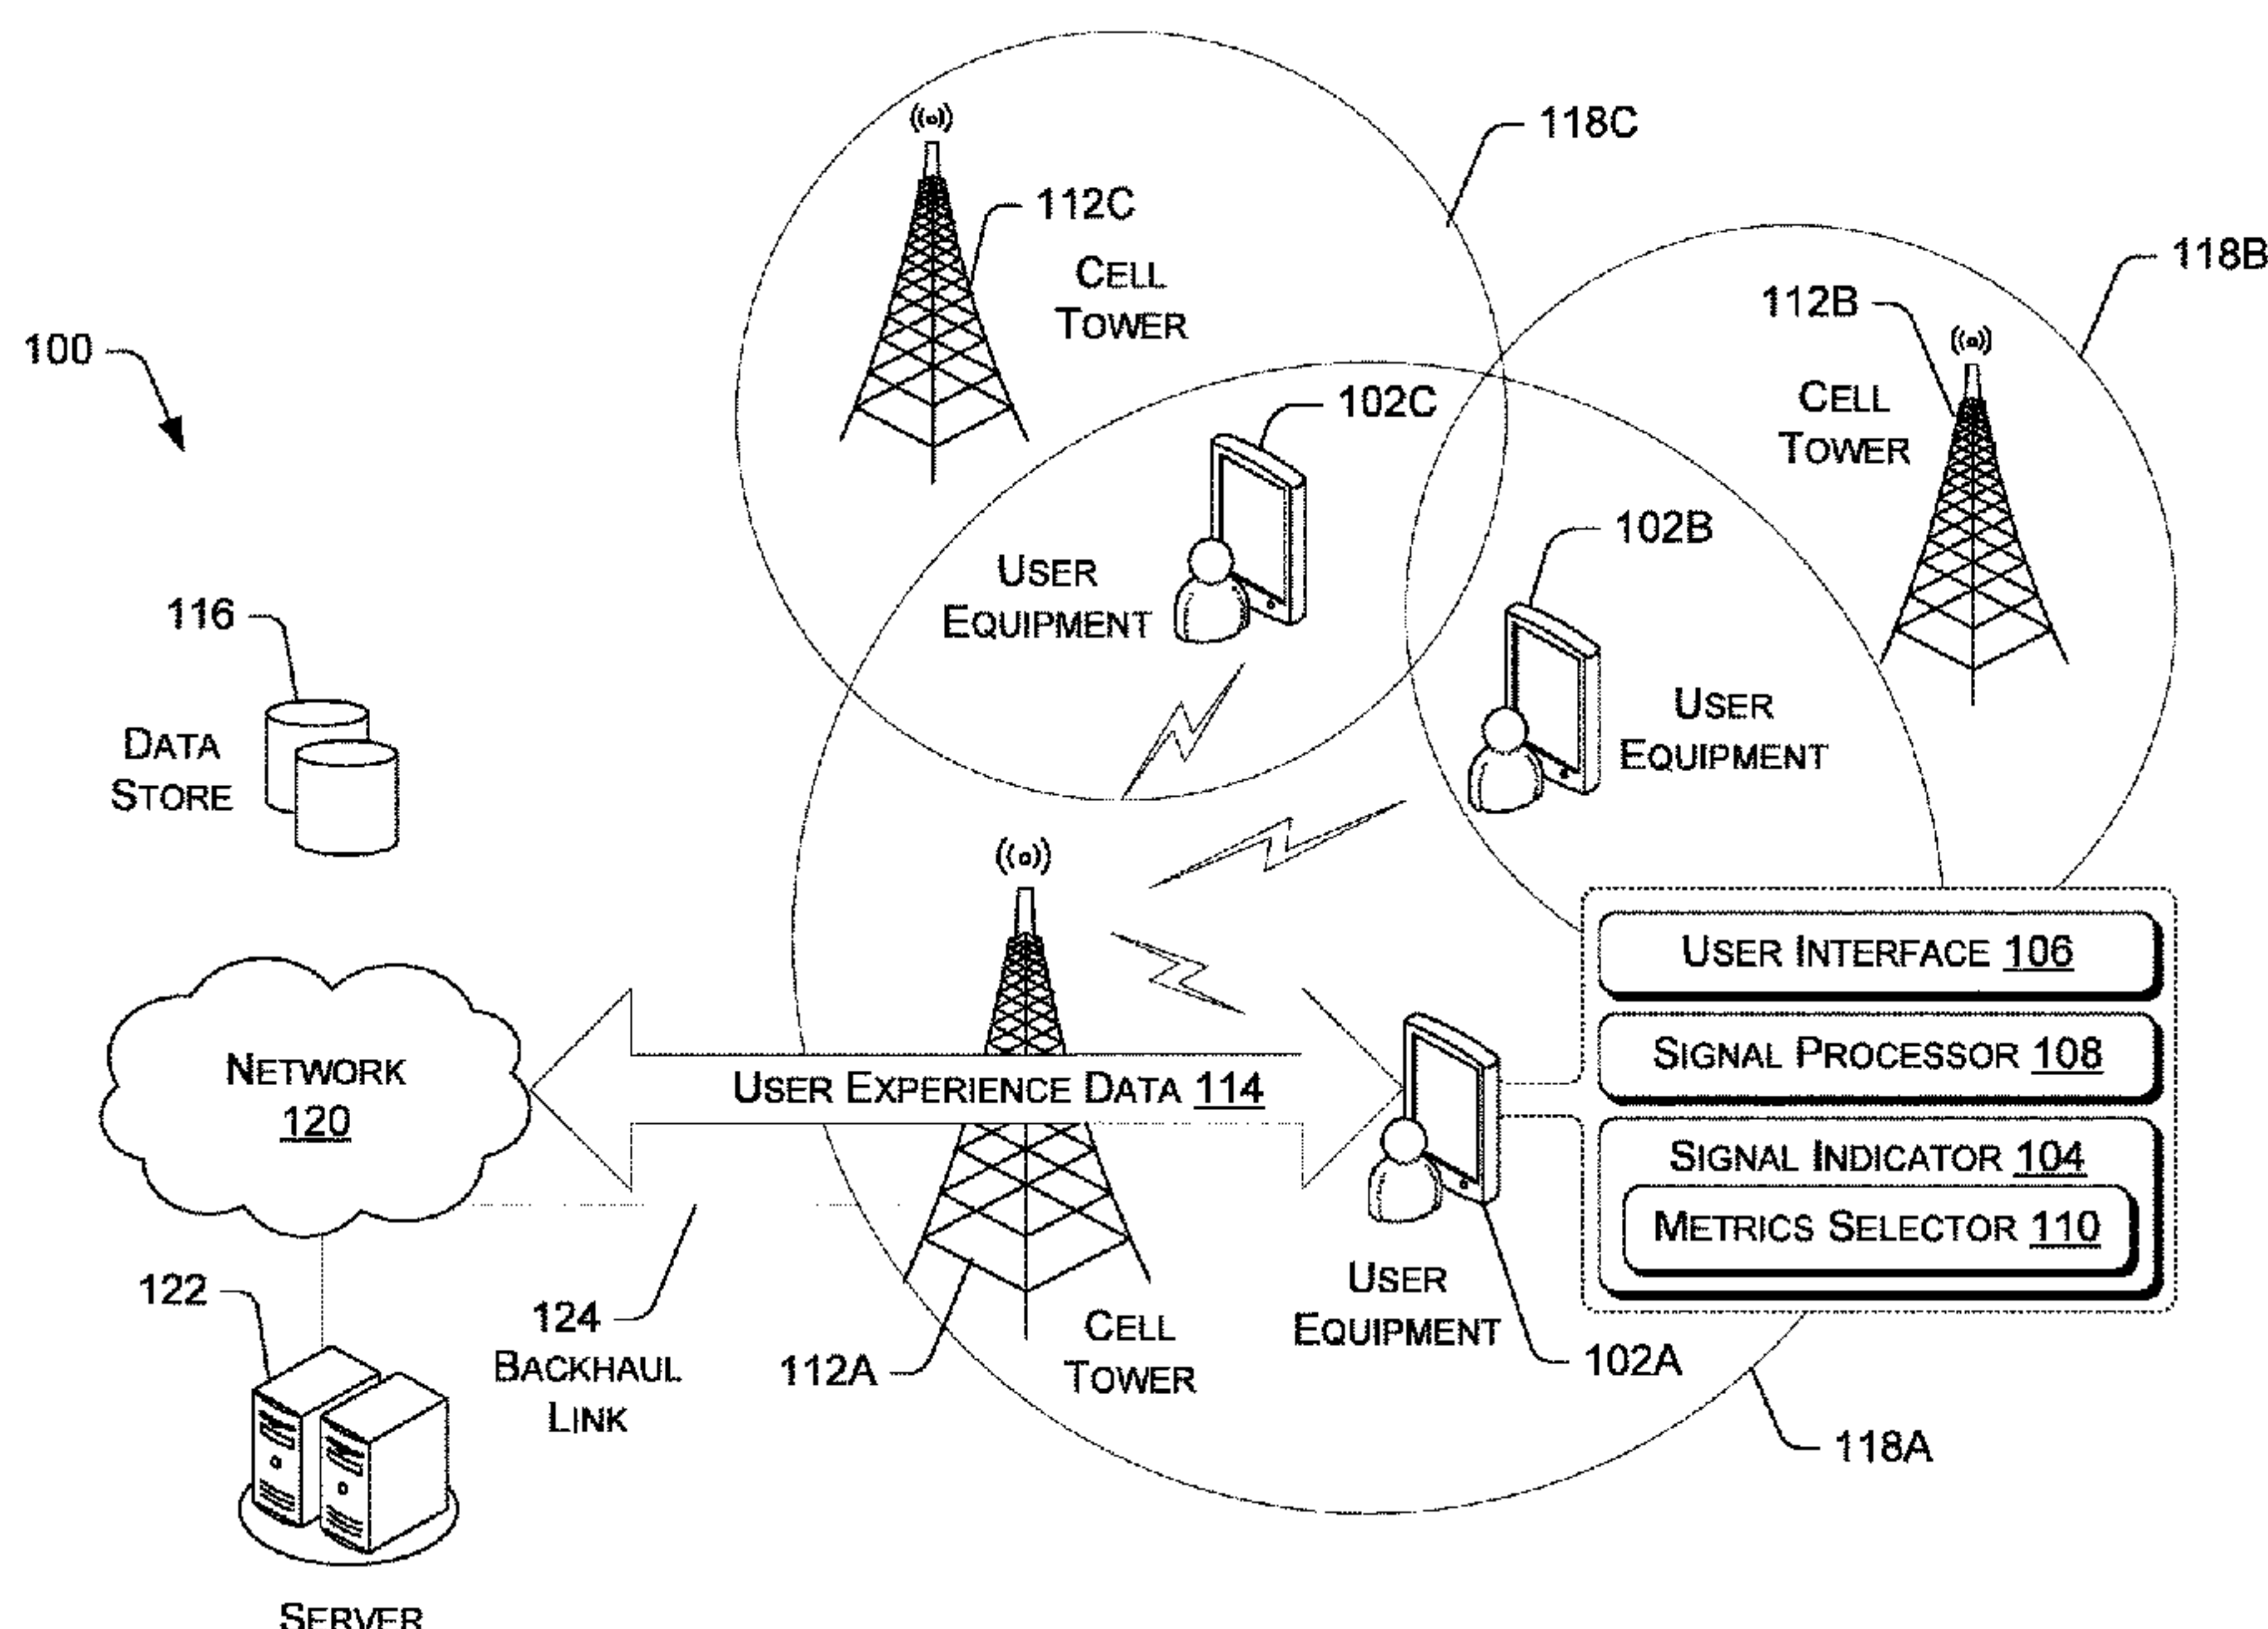 118C
112C
CELL
TOWER
118B
112B
CELL
TOWER
100
102C
102B
USER
EQUIPMENT
116
DATA
STORE
USER
EQUIPMENT
USER INTERFACE 106
SIGNAL PROCESSOR 108
NETWORK
120
USER EXPERIENCE DATA 114
SIGNAL INDICATOR 104
METRICS SELECTOR 110
122
124
BACKHAUL
LINK
112A
CELL
TOWER
USER
EQUIPMENT
102A
118A
SERVER